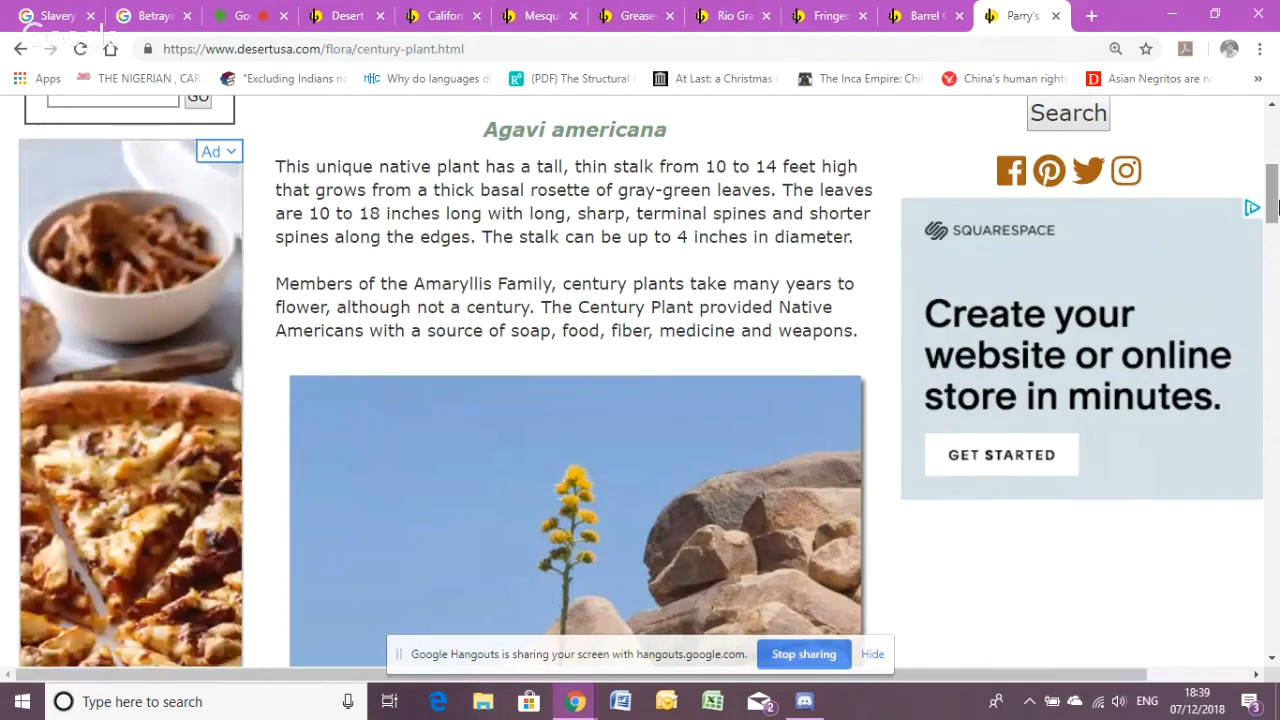 Slavery
Betraya
Goo
Desert
Californ
Mesqu
Grease
Rio Gra
Fringed
Barrel C
Parry's
Google
https://www.desertusa.com/flora/century-plant.html
Apps
THE NIGERIAN , CAR
"Excluding Indians no
Why do languages di
(PDF) The Structural C
At Last: a Christmas i
The Inca Empire: Chil
China's human rights
Asian Negritos are no
GO
Search
Ad
Agavi americana
This unique native plant has a tall, thin stalk from 10 to 14 feet high
that grows from a thick basal rosette of gray-green leaves. The leaves
are 10 to 18 inches long with long, sharp, terminal spines and shorter
spines along the edges. The stalk can be up to 4 inches in diameter.
Members of the Amaryllis Family, century plants take many years to
flower, although not a century. The Century Plant provided Native
Americans with a source of soap, food, fiber, medicine and weapons.
SQUARESPACE
Create your
website or online
store in minutes.
GET STARTED
Google Hangouts is sharing your screen with hangouts.google.com.
Stop sharing
Hide
Type here to search
2
ENG
18:39
07/12/2018
3